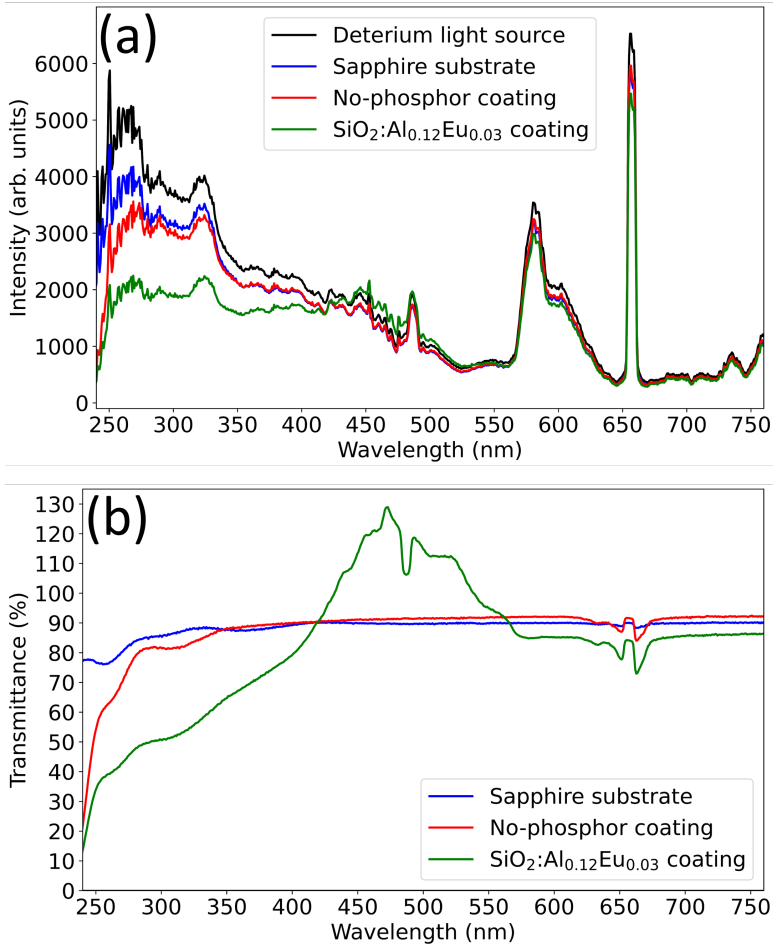 (a)
Deterium light source
Sapphire substrate
No-phosphor coating
SiO₂:Al₀.₁₂Eu₀.₀₃ coating
Intensity (arb. units)
6000
5000
4000
3000
2000
1000
0
250 300 350 400 450 500 550 600 650 700 750
Wavelength (nm)
(b)
Transmittance (%)
130
120
110
100
90
80
70
60
50
40
30
20
10
0
Sapphire substrate
No-phosphor coating
SiO₂:Al₀.₁₂Eu₀.₀₃ coating
250 300 350 400 450 500 550 600 650 700 750
Wavelength (nm)